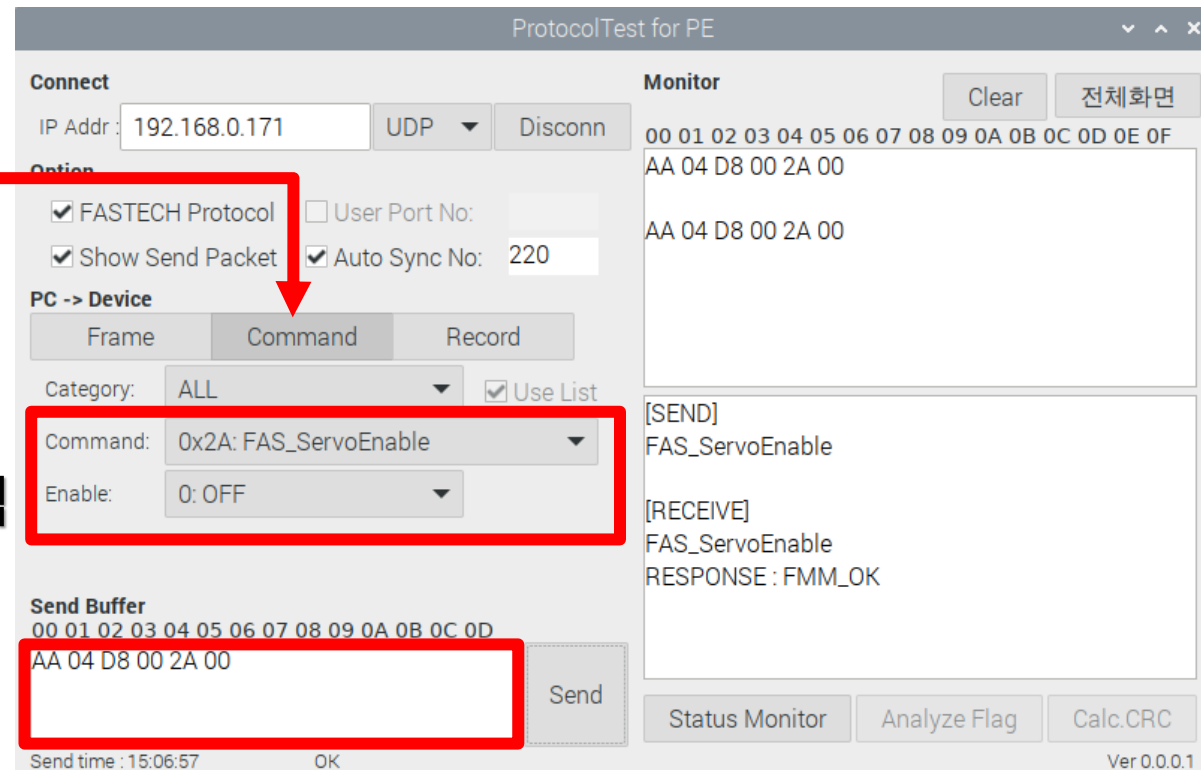 ProtocolTest for PE
Connect
IP Addr : 192.168.0.171 UDP Disconn
Option
FASTECH Protocol User Port No:
Show Send Packet Auto Sync No: 220
PC -> Device
Frame Command Record
Category: ALL Use List
Command: 0x2A: FAS_ServoEnable
Enable: 0: OFF
Send Buffer
00 01 02 03 04 05 06 07 08 09 0A 0B 0C 0D
AA 04 D8 00 2A 00
Send
Send time : 15:06:57 OK
Monitor
Clear 전체화면
00 01 02 03 04 05 06 07 08 09 0A 0B 0C 0D 0E 0F
AA 04 D8 00 2A 00
AA 04 D8 00 2A 00
[SEND]
FAS_ServoEnable
[RECEIVE]
FAS_ServoEnable
RESPONSE : FMM_OK
Status Monitor Analyze Flag Calc.CRC
Ver 0.0.0.1